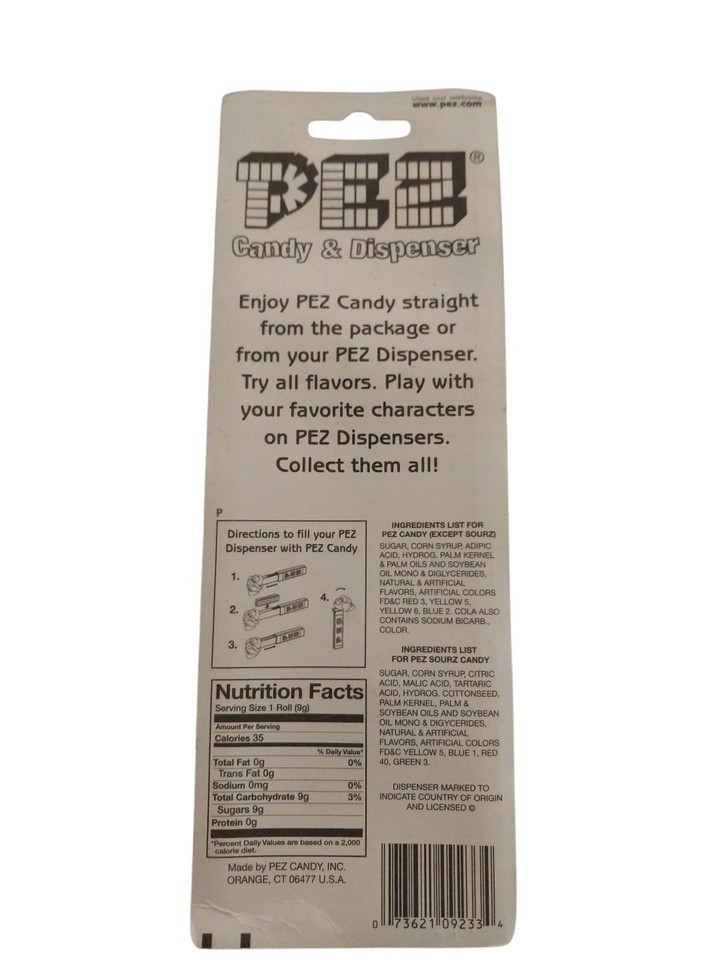 Visit our website
www.pez.com
PEZ®
Candy & Dispenser
Enjoy PEZ Candy straight
from the package or
from your PEZ Dispenser.
Try all flavors. Play with
your favorite characters
on PEZ Dispensers.
Collect them all!
P
Directions to fill your PEZ
Dispenser with PEZ Candy
1.
2.
3.
4.
INGREDIENTS LIST FOR
PEZ CANDY (EXCEPT SOURZ)
SUGAR, CORN SYRUP, ADIPIC
ACID, HYDROG. PALM KERNEL
& PALM OILS AND SOYBEAN
OIL MONO & DIGLYCERIDES,
NATURAL & ARTIFICIAL
FLAVORS, ARTIFICIAL COLORS
FD&C RED 3, YELLOW 5,
YELLOW 6, BLUE 2. COLA ALSO
CONTAINS SODIUM BICARB.,
COLOR.
INGREDIENTS LIST
FOR PEZ SOURZ CANDY
SUGAR, CORN SYRUP, CITRIC
ACID, MALIC ACID, TARTARIC
ACID, HYDROG. COTTONSEED,
PALM KERNEL, PALM &
SOYBEAN OILS AND SOYBEAN
OIL MONO & DIGLYCERIDES,
NATURAL & ARTIFICIAL
FLAVORS, ARTIFICIAL COLORS
FD&C YELLOW 5, BLUE 1, RED
40, GREEN 3.
DISPENSER MARKED TO
INDICATE COUNTRY OF ORIGIN
AND LICENSED ©
Nutrition Facts
Serving Size 1 Roll (9g)
Amount Per Serving
Calories 35
% Daily Value*
Total Fat 0g 0%
Trans Fat 0g
Sodium 0mg 0%
Total Carbohydrate 9g 3%
Sugars 9g
Protein 0g
*Percent Daily Values are based on a 2,000
calorie diet.
Made by PEZ CANDY, INC.
ORANGE, CT 06477 U.S.A.
0 73621 09233 4